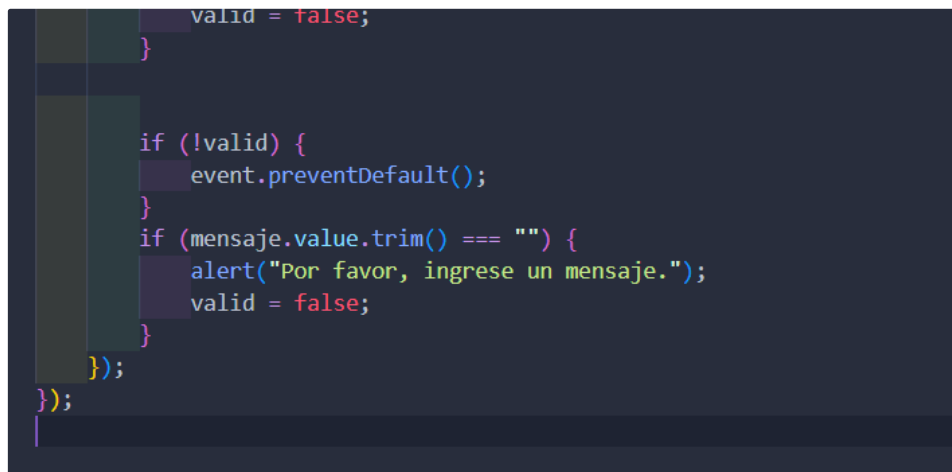 valid = false;
}
if (!valid) {
event.preventDefault();
}
if (mensaje.value.trim() === "") {
alert("Por favor, ingrese un mensaje.");
valid = false;
}
});
});